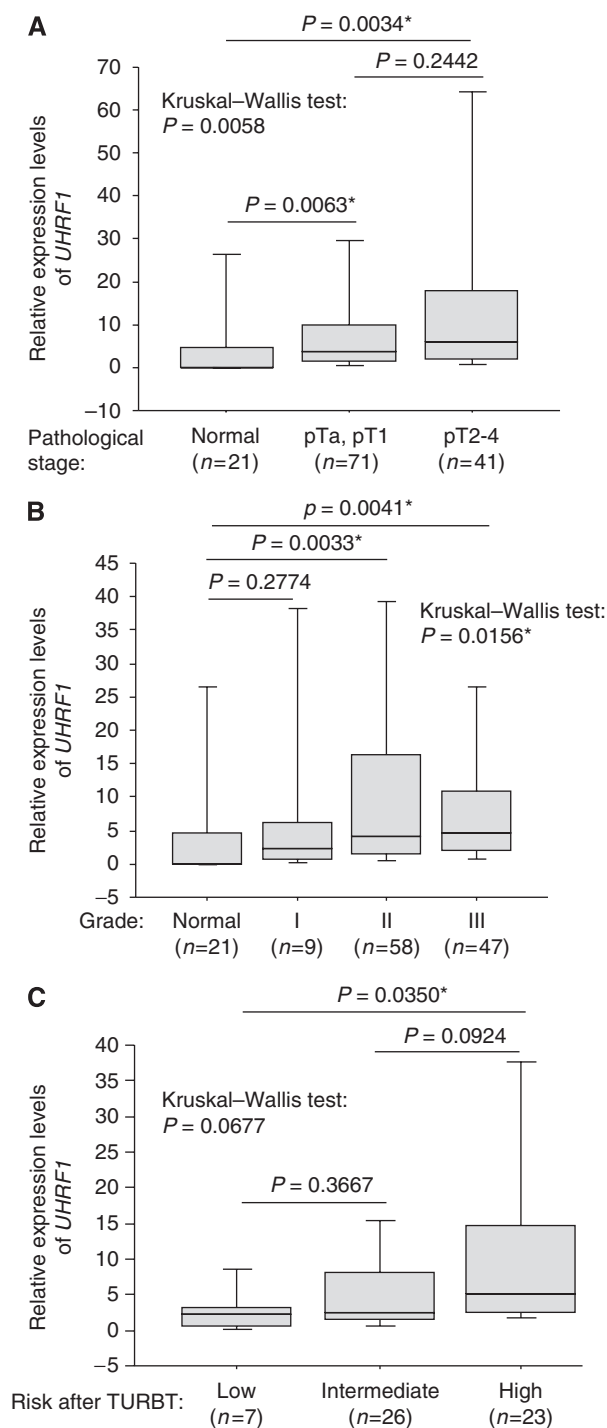 A
P = 0.0034*
P = 0.2442
Kruskal–Wallis test:
P = 0.0058
P = 0.0063*
Relative expression levels
of UHRF1
70
60
50
40
30
20
10
0
–10
Pathological
stage:
Normal
(n=21)
pTa, pT1
(n=71)
pT2-4
(n=41)
B
p = 0.0041*
P = 0.0033*
P = 0.2774
Kruskal–Wallis test:
P = 0.0156*
Relative expression levels
of UHRF1
45
40
35
30
25
20
15
10
5
0
–5
Grade:
Normal
(n=21)
I
(n=9)
II
(n=58)
III
(n=47)
C
P = 0.0350*
P = 0.0924
Kruskal–Wallis test:
P = 0.0677
P = 0.3667
Relative expression levels
of UHRF1
40
35
30
25
20
15
10
5
0
–5
Risk after TURBT:
Low
(n=7)
Intermediate
(n=26)
High
(n=23)